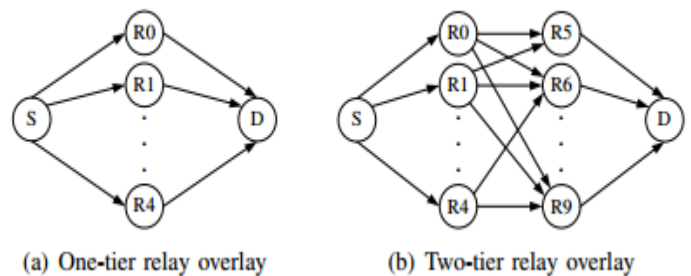 R0 R0 R5
R1 R1 R6
S D S D
R4 R4 R9
(a) One-tier relay overlay (b) Two-tier relay overlay